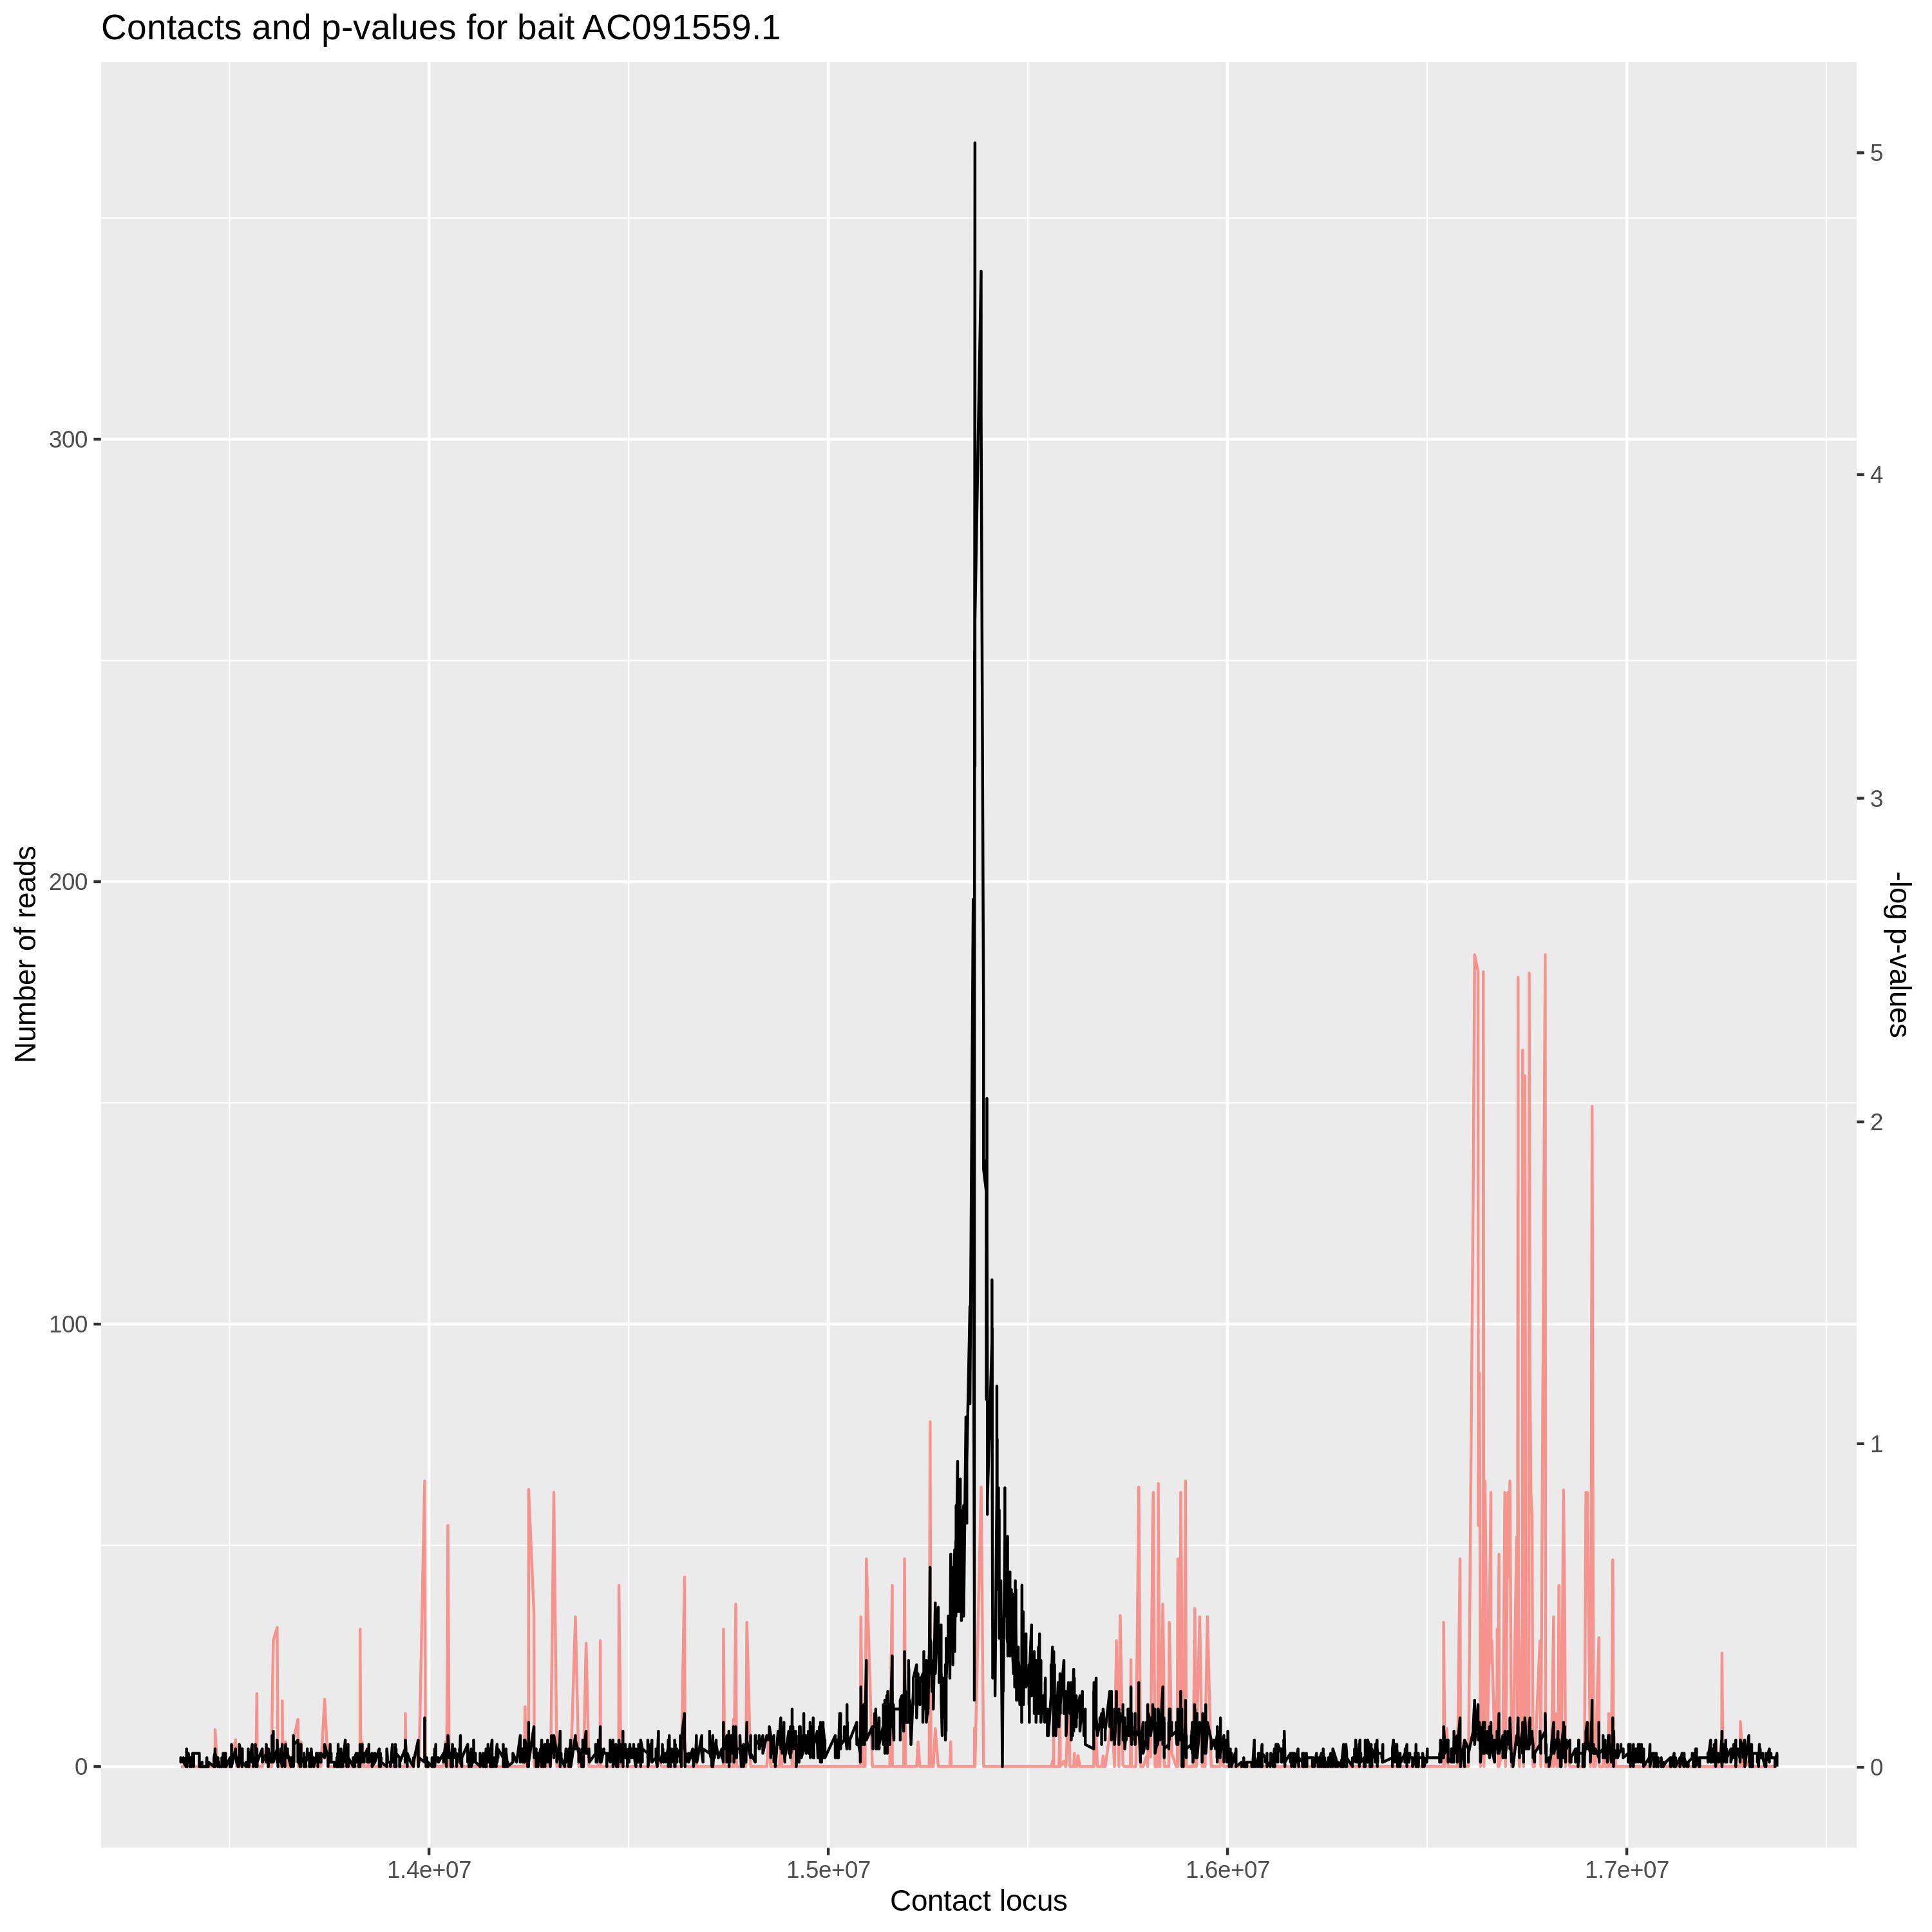 Contacts and p-values for bait AC091559.1
Number of reads
300
200
100
0
5
4
3
2
1
0
-log p-values
1.4e+07
1.5e+07
1.6e+07
1.7e+07
Contact locus